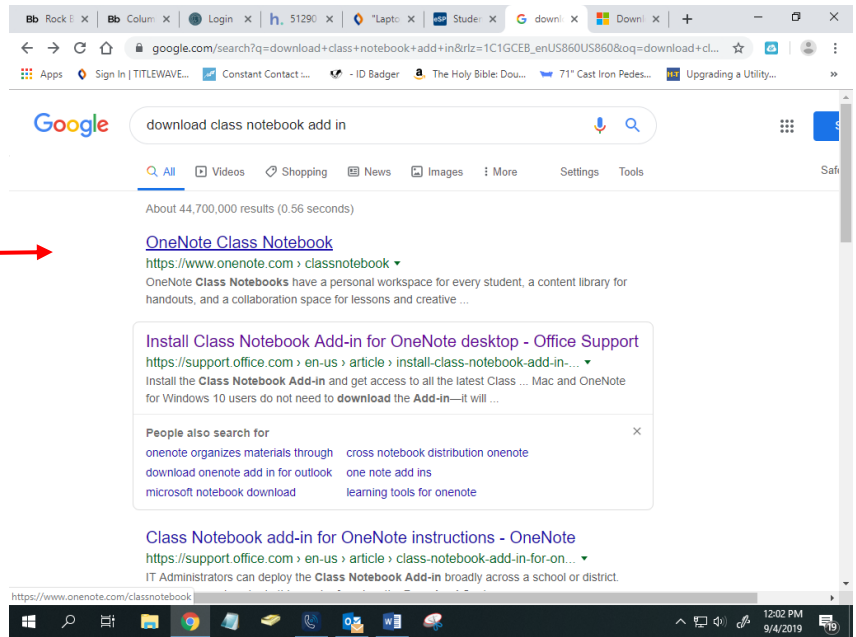 Bb Rock E Bb Colum Login h. 51290 "Lapto eSP Studer G downl Downl
google.com/search?q=download+class+notebook+add+in&rlz=1C1GCEB_enUS860US860&oq=download+cl...
Apps Sign In | TITLEWAVE... Constant Contact :... - ID Badger The Holy Bible: Dou... 71" Cast Iron Pedes... Upgrading a Utility... »
Google download class notebook add in
All Videos Shopping News Images More Settings Tools Safe
About 44,700,000 results (0.56 seconds)
OneNote Class Notebook
https://www.onenote.com › classnotebook
OneNote Class Notebooks have a personal workspace for every student, a content library for
handouts, and a collaboration space for lessons and creative ...
Install Class Notebook Add-in for OneNote desktop - Office Support
https://support.office.com › en-us › article › install-class-notebook-add-in-...
Install the Class Notebook Add-in and get access to all the latest Class ... Mac and OneNote
for Windows 10 users do not need to download the Add-in—it will ...
People also search for
onenote organizes materials through cross notebook distribution onenote
download onenote add in for outlook one note add ins
microsoft notebook download learning tools for onenote
Class Notebook add-in for OneNote instructions - OneNote
https://support.office.com › en-us › article › class-notebook-add-in-for-on...
IT Administrators can deploy the Class Notebook Add-in broadly across a school or district.
https://www.onenote.com/classnotebook
12:02 PM
9/4/2019
19